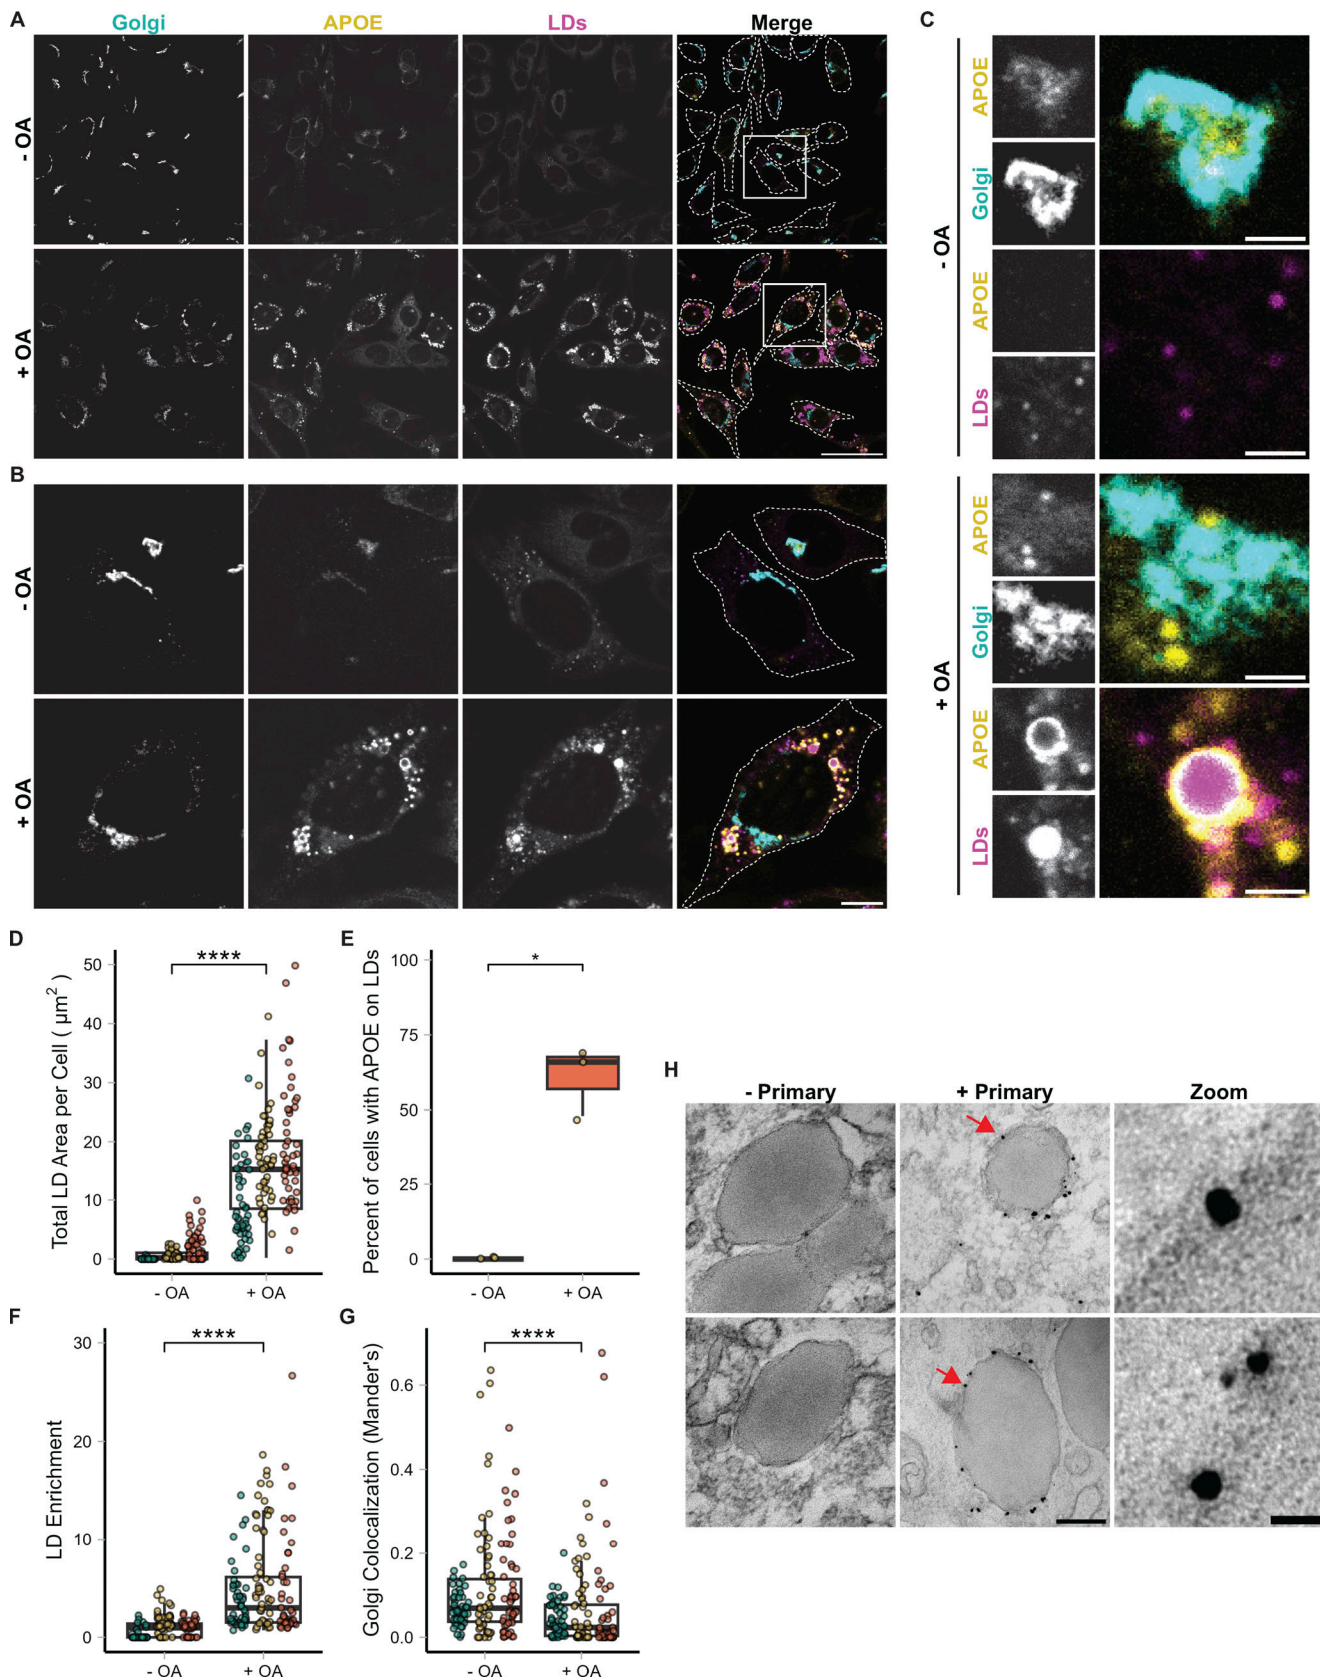 A
Golgi
APOE
LDs
Merge
- OA
+ OA
B
- OA
+ OA
C
- OA
APOE
Golgi
APOE
LDs
+ OA
APOE
Golgi
APOE
LDs
D
Total LD Area per Cell ( µm²)
50
40
30
20
10
0
****
- OA
+ OA
E
Percent of cells with APOE on LDs
100
75
50
25
0
*
- OA
+ OA
F
LD Enrichment
30
20
10
0
****
- OA
+ OA
G
Golgi Colocalization (Mander's)
0.6
0.4
0.2
0.0
****
- OA
+ OA
H
- Primary
+ Primary
Zoom